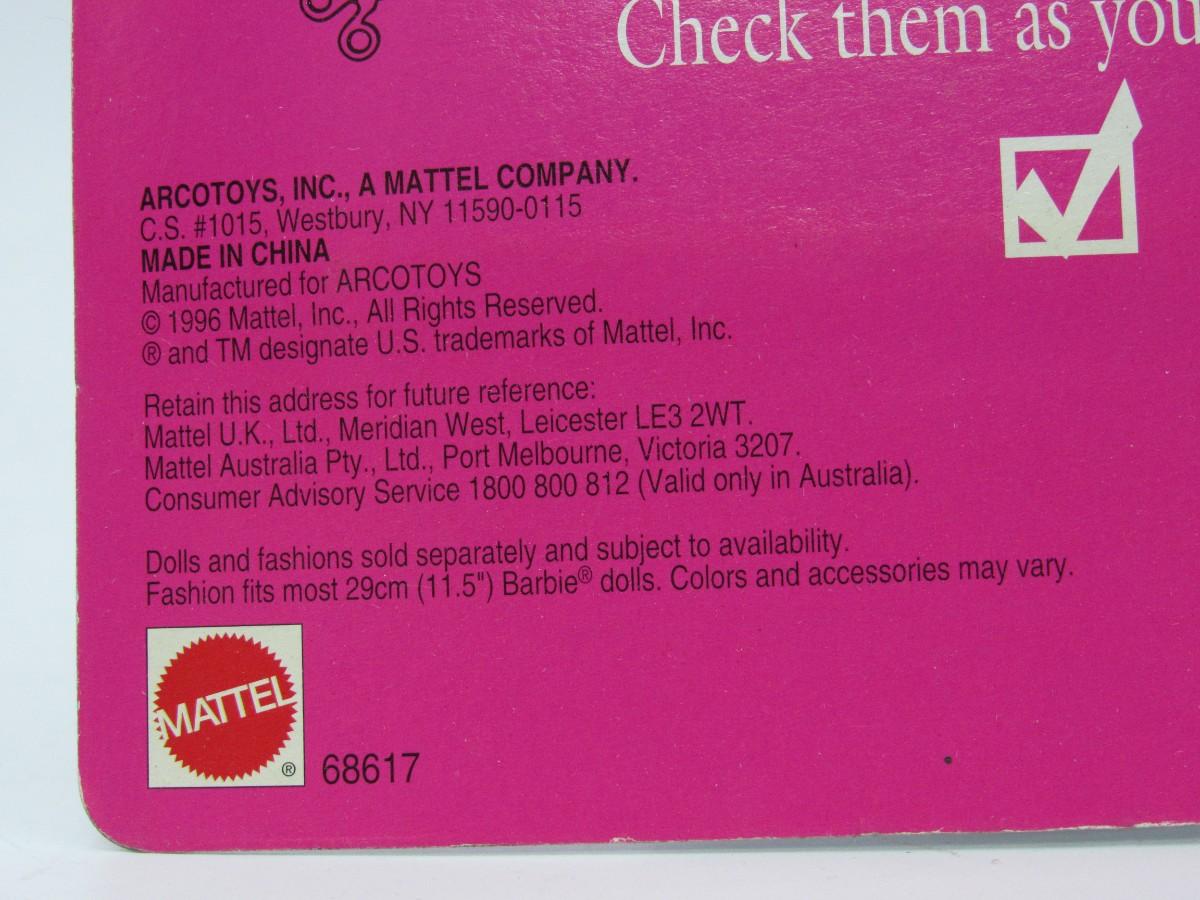 Check them as you
ARCOTOYS, INC., A MATTEL COMPANY.
C.S. #1015, Westbury, NY 11590-0115
MADE IN CHINA
Manufactured for ARCOTOYS
© 1996 Mattel, Inc., All Rights Reserved.
® and TM designate U.S. trademarks of Mattel, Inc.
Retain this address for future reference:
Mattel U.K., Ltd., Meridian West, Leicester LE3 2WT.
Mattel Australia Pty., Ltd., Port Melbourne, Victoria 3207.
Consumer Advisory Service 1800 800 812 (Valid only in Australia).
Dolls and fashions sold separately and subject to availability.
Fashion fits most 29cm (11.5") Barbie® dolls. Colors and accessories may vary.
MATTEL
®
68617